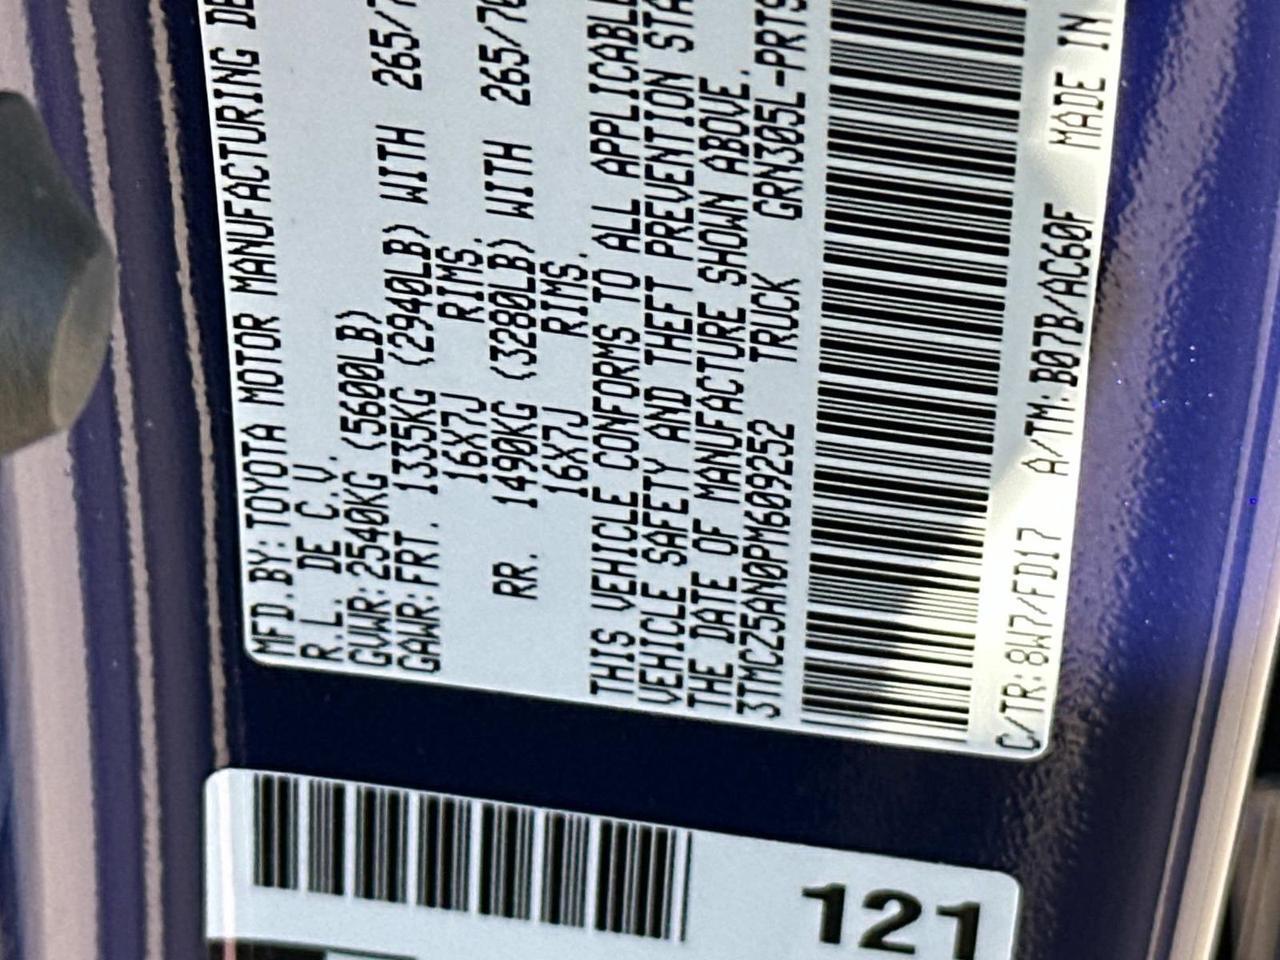 MFD.BY:TOYOTA MOTOR MANUFACTURING
R.L. DE C.V.
GVWR:2540KG (5600LB)
GAWR:FRT. 1335KG (2940LB) WITH 265/7
16X7J RIMS.
RR. 1490KG (3280LB) WITH 265/70
16X7J RIMS.
THIS VEHICLE CONFORMS TO ALL APPLICABL
VEHICLE SAFETY AND THEFT PREVENTION STA
THE DATE OF MANUFACTURE SHOWN ABOVE.
3TMCZ5AN0PM609252 TRUCK GRN305L-PRTS
C/TR:8W7/FD17 A/TM:B07B/AC60F MADE IN
121